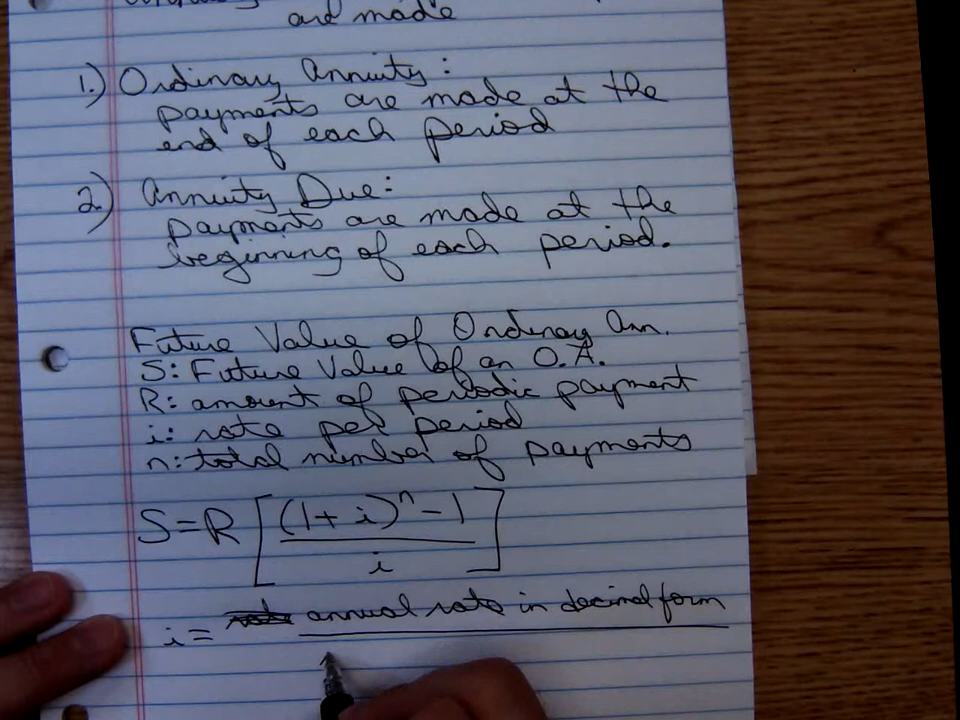 are made
1.) Ordinary Annuity:
payments are made at the
end of each period
2) Annuity Due:
payments are made at the
beginning of each period.
Future Value of Ordinary Ann.
S: Future Value of an O.A.
R: amount of periodic payment
i: rate per period
n: total number of payments
S=R[((1+i)^n-1)/i]
i = annual rate in decimal form